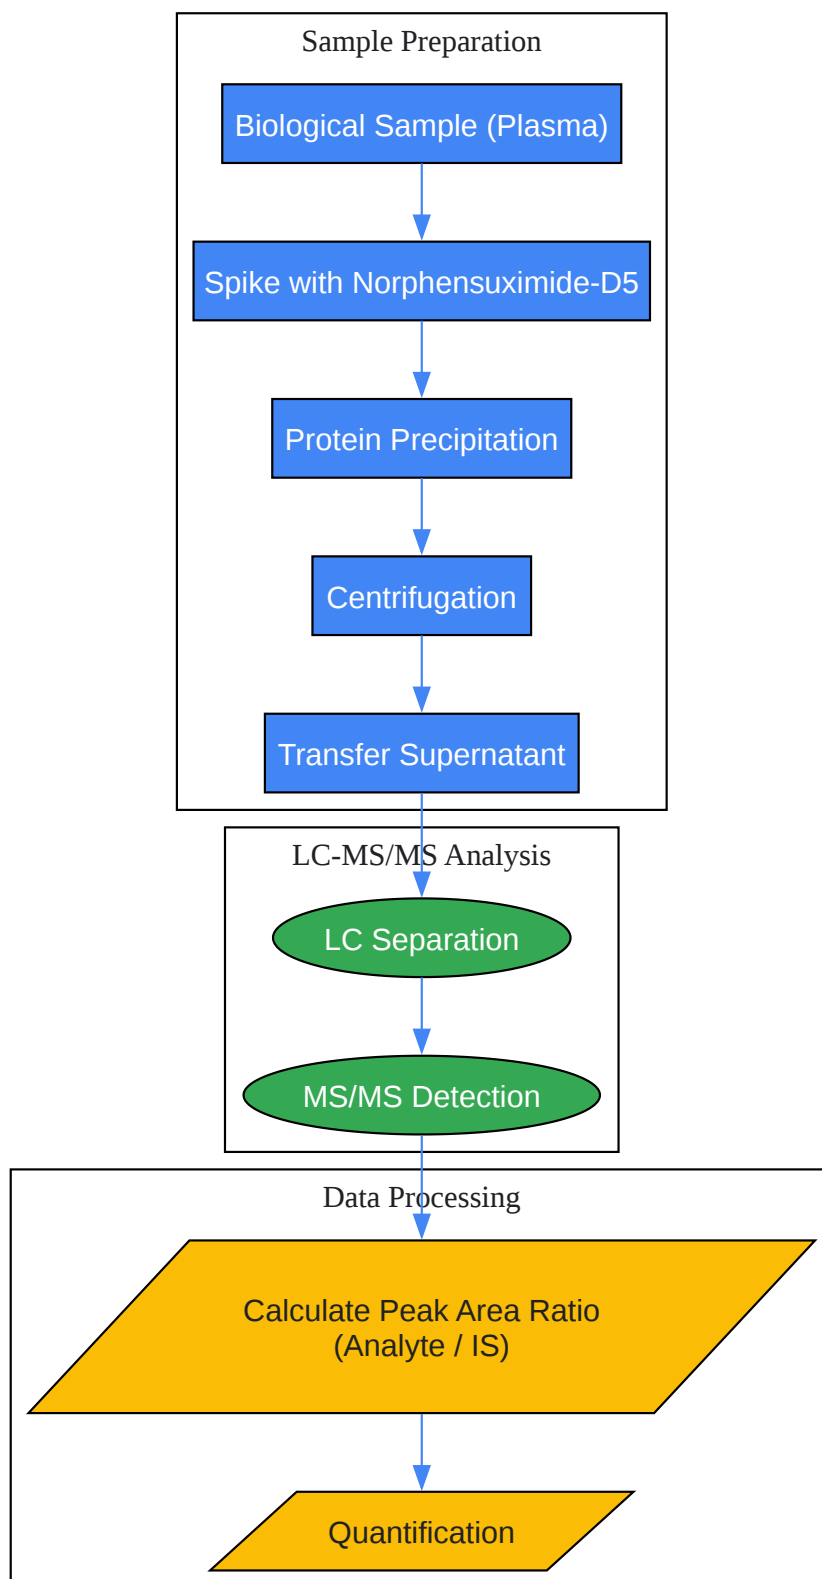 Sample Preparation
Biological Sample (Plasma)
Spike with Norphensuximide-D5
Protein Precipitation
Centrifugation
Transfer Supernatant
LC-MS/MS Analysis
LC Separation
MS/MS Detection
Data Processing
Calculate Peak Area Ratio
(Analyte / IS)
Quantification